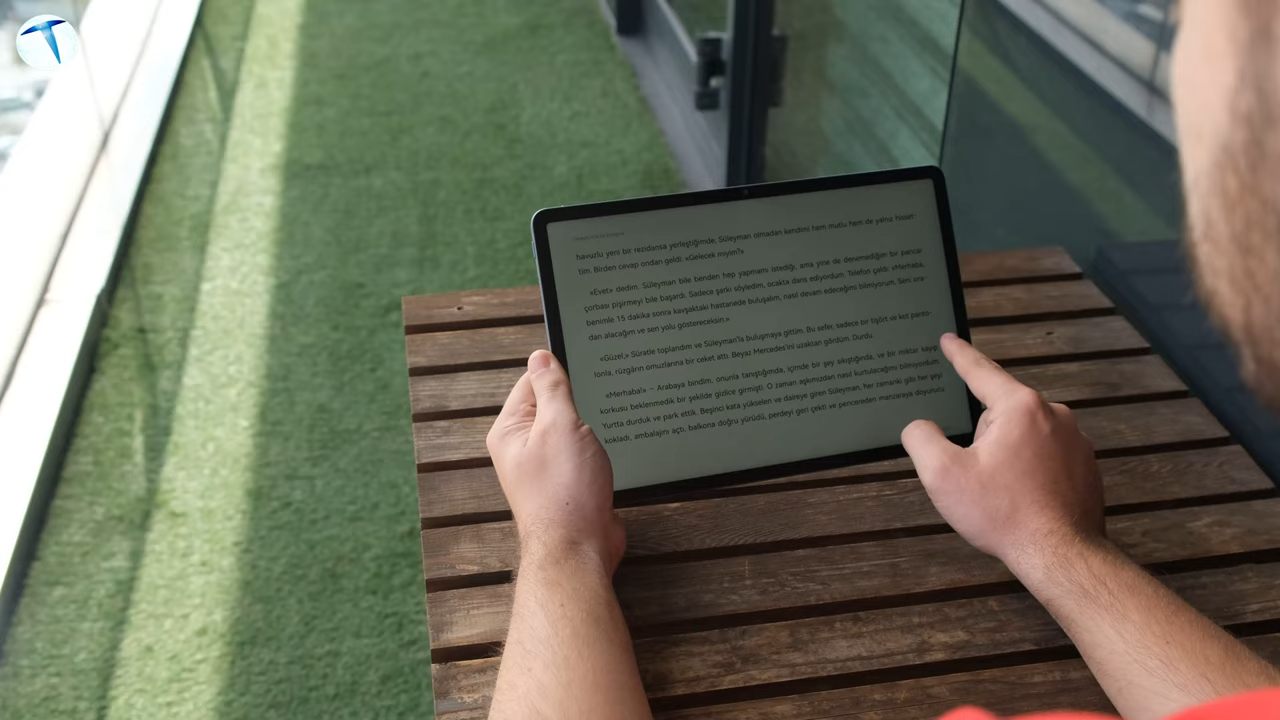 havuzlu yeni bir rezidansa yerleştiğimde, Süleyman olmadan kendimi hem mutlu hem de yalnız hisset-
tim. Birden cevap ondan geldi: «Gelecek miyim?»
«Evet» dedim. Süleyman bile benden hep yapmamı istediği, ama yine de denemediğim bir pancar
çorbası pişirmeyi bile başardı. Sadece şarkı söyledim, ocakta dans ediyordum. Telefon çaldı: «Merhaba,
benimle 15 dakika sonra kavşaktaki hastanede buluşalım, nasıl devam edeceğimi bilmiyorum. Seni ora-
dan alacağım ve sen yolu göstereceksin.»
«Güzel,» Süratle toplandım ve Süleyman'la buluşmaya gittim. Bu sefer, sadece bir tişört ve kot panto-
lonla, rüzgârın omuzlarına bir ceket attı. Beyaz Mercedes'ini uzaktan gördüm. Durdu.
«Merhaba!» – Arabaya bindim, onunla tanıştığımda, içimde bir şey sıkıştığında, ve bir miktar kayıp
korkusu beklenmedik bir şekilde gizlice girmişti. O zaman aşkımızdan nasıl kurtulacağını bilmiyordum.
Yurtta durduk ve park ettik. Beşinci kata yükselen ve daireye giren Süleyman, her zamanki gibi her şeyi
kokladı, ambalajını açtı, balkona doğru yürüdü, perdeyi geri çekti ve pencereden manzaraya doyurucu